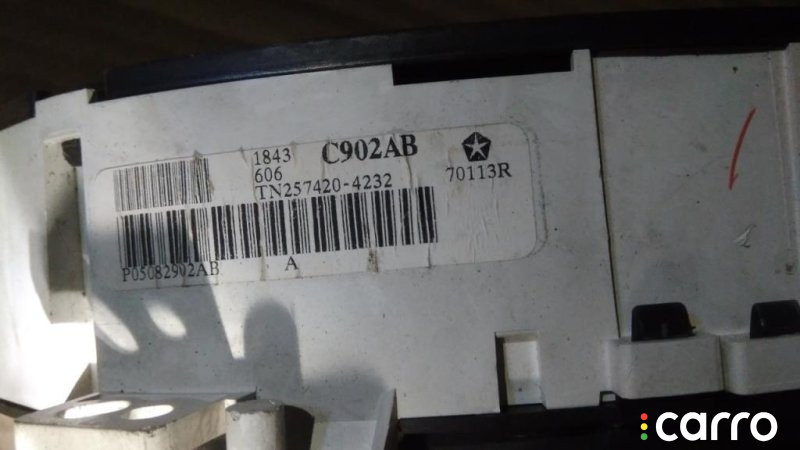 1843 C902AB
606
TN257420-4232 70113R
P05082902AB A
carro